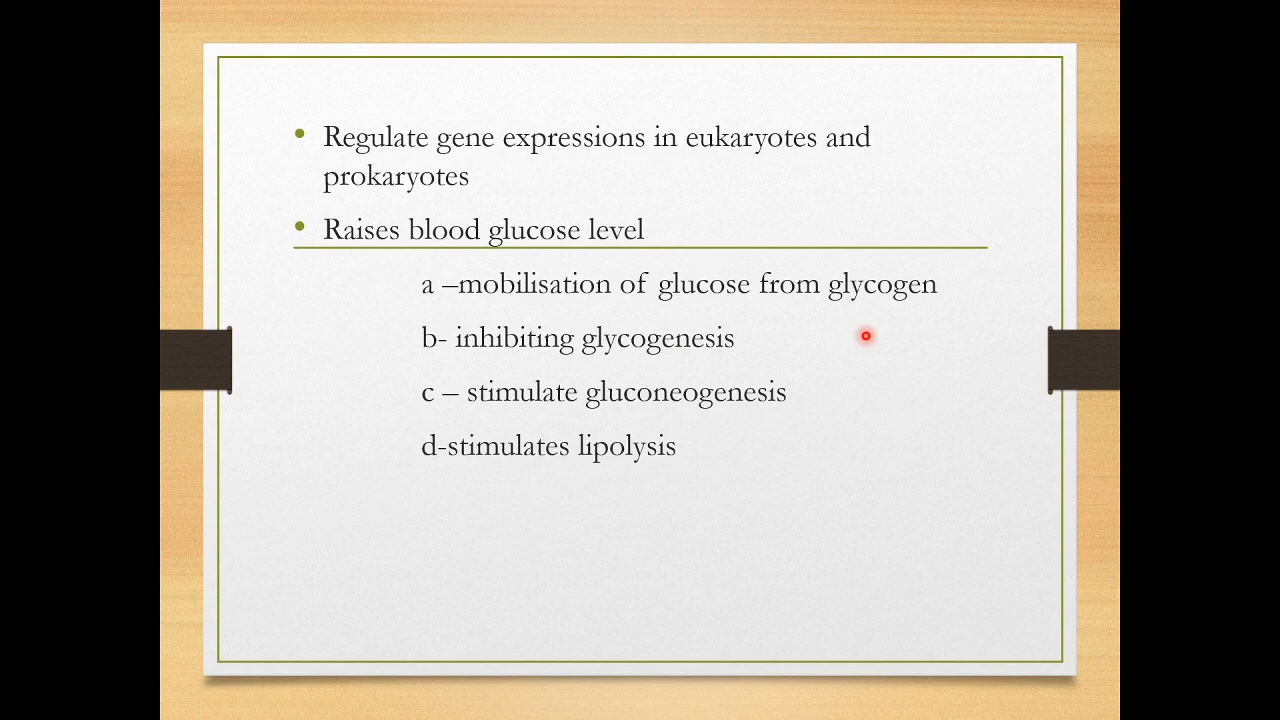 • Regulate gene expressions in eukaryotes and
prokaryotes
• Raises blood glucose level
a –mobilisation of glucose from glycogen
b- inhibiting glycogenesis
c – stimulate gluconeogenesis
d-stimulates lipolysis